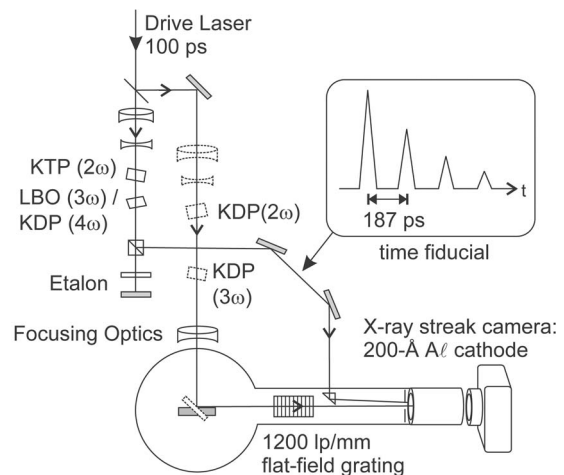 Drive Laser
100 ps
KTP (2ω)
LBO (3ω) /
KDP (4ω)
KDP(2ω)
t
187 ps
time fiducial
Etalon
KDP
(3ω)
Focusing Optics
X-ray streak camera:
200-Å Aℓ cathode
1200 lp/mm
flat-field grating